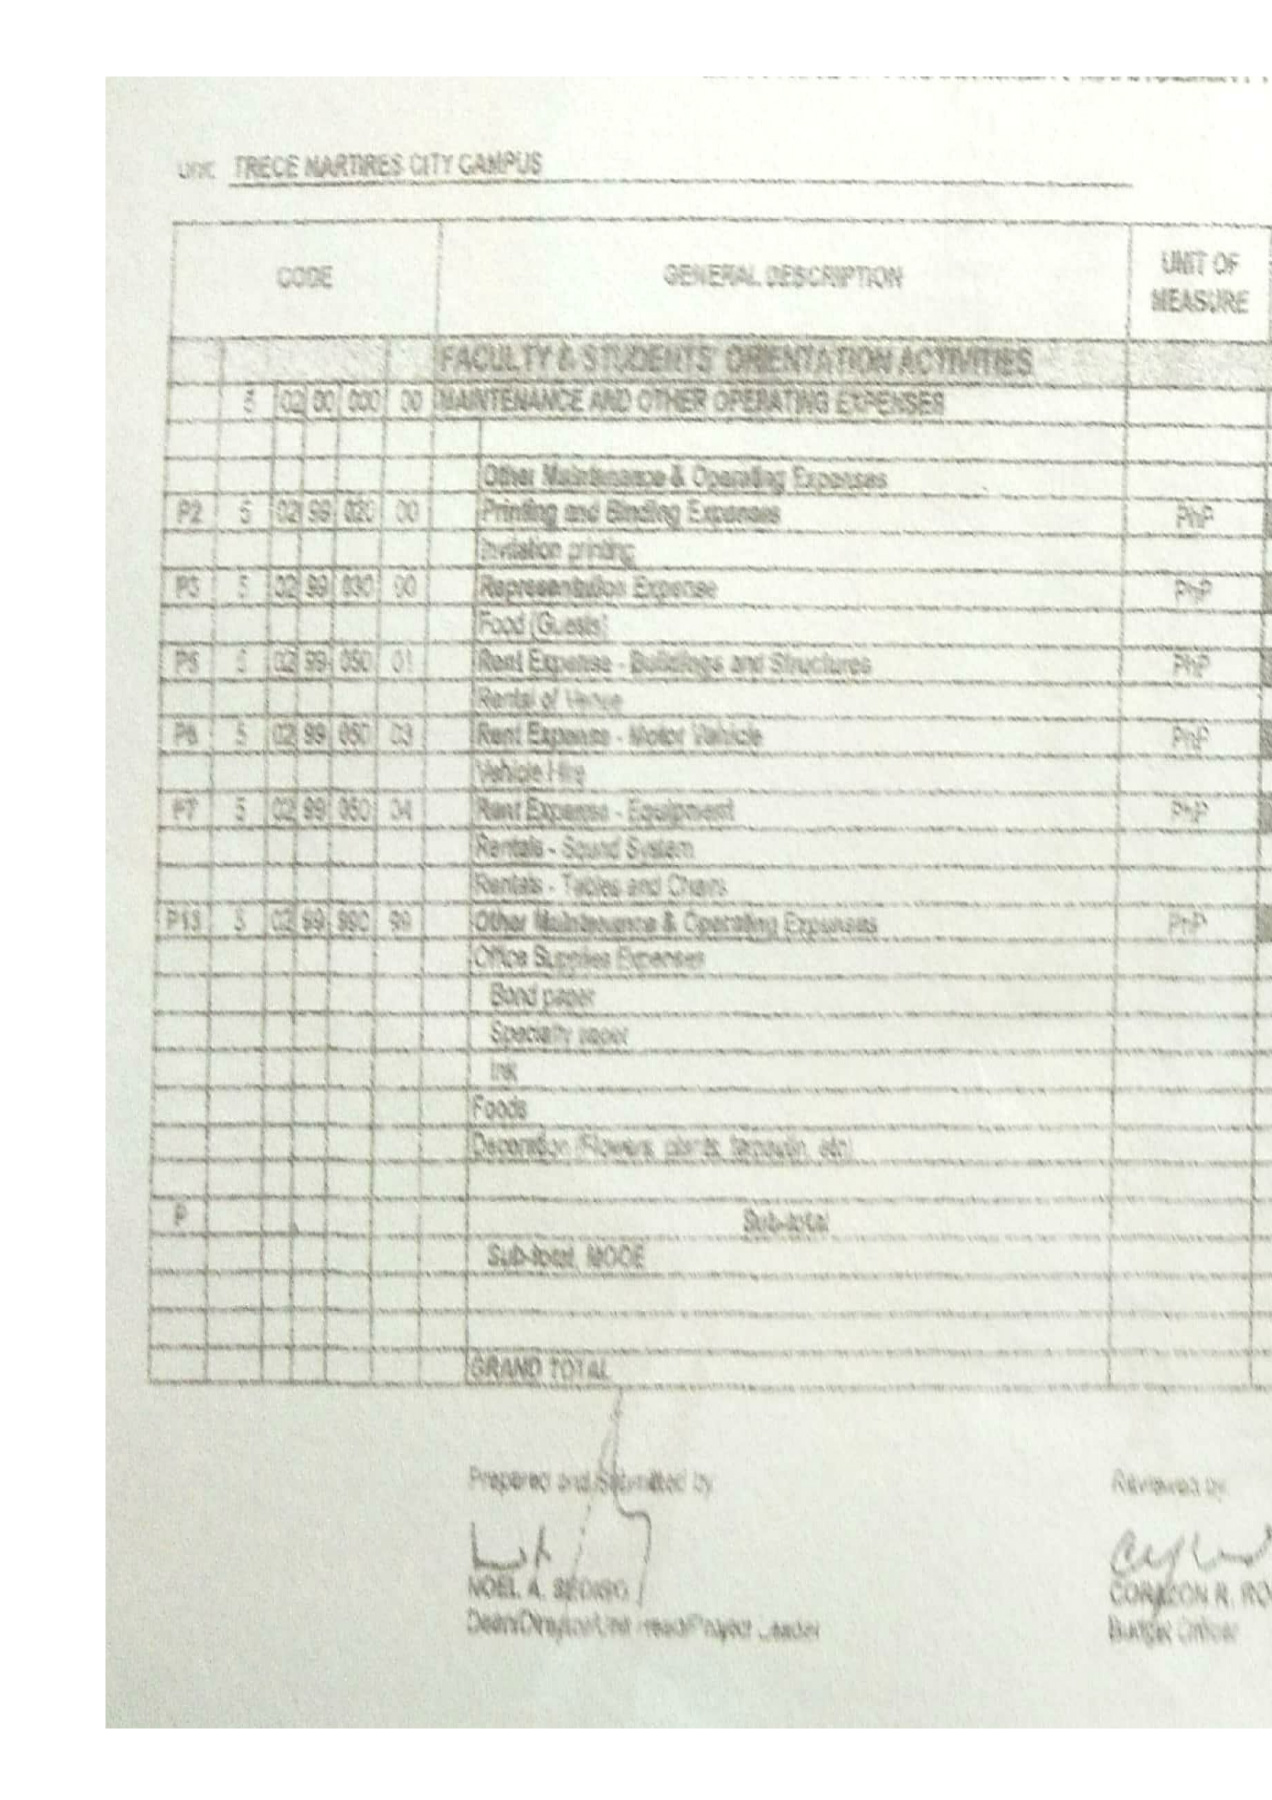 Unit: TRECE MARTIRES CITY CAMPUS
CODE GENERAL DESCRIPTION UNIT OF MEASURE
FACULTY & STUDENTS' ORIENTATION ACTIVITIES
5 02 00 000 00 MAINTENANCE AND OTHER OPERATING EXPENSES
Other Maintenance & Operating Expenses
P2 5 02 99 020 00 Printing and Binding Expenses PhP
Invitation printing
P3 5 02 99 030 00 Representation Expense PhP
Food (Guests)
5 02 99 050 01 Rent Expense - Buildings and Structures PhP
Rental of Venue
5 02 99 050 03 Rent Expense - Motor Vehicle PhP
Vehicle Hire
P7 5 02 99 050 04 Rent Expense - Equipment PhP
Rentals - Sound System
Rentals - Tables and Chairs
P13 5 02 99 990 99 Other Maintenance & Operating Expenses PhP
Office Supplies Expenses
Bond paper
Specialty paper
Ink
Foods
Decoration (Flowers, plants, tarpaulin, etc)
P Sub-total
Sub-total, MOOE
GRAND TOTAL
Prepared and Submitted by Reviewed by:
NOEL A. CORAZON R.
Dean/Director/Unit Head/Project Leader Budget Officer